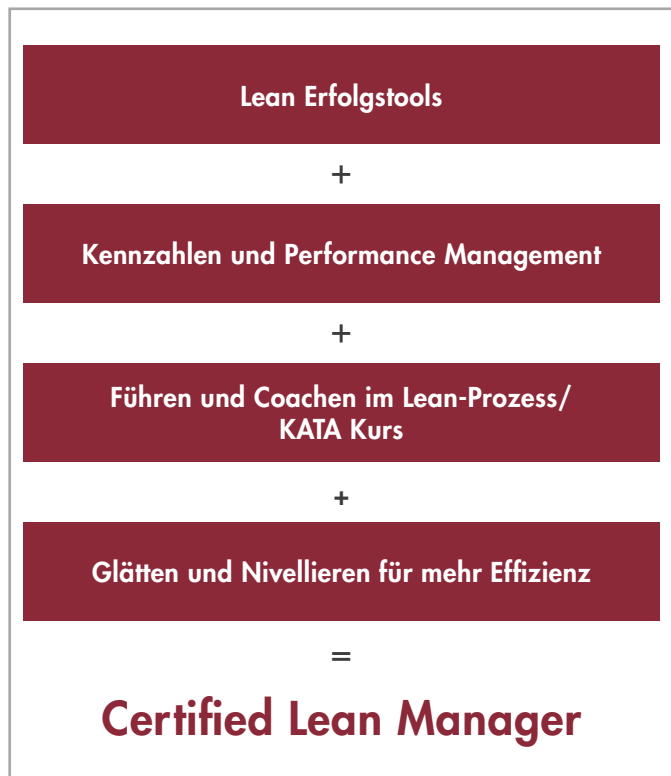 Lean Erfolgstools
+
Kennzahlen und Performance Management
+
Führen und Coachen im Lean-Prozess/
KATA Kurs
+
Glätten und Nivellieren für mehr Effizienz
=
Certified Lean Manager